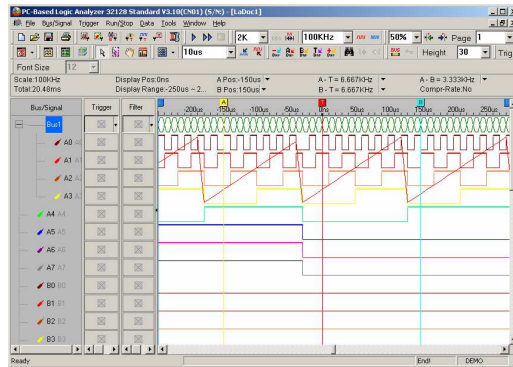 PC-Based Logic Analyzer 32128 Standard V3.10(CN01) (S/N:) - [LaDoc1]
File Bus/Signal Trigger Run/Stop Data Tools Window Help
2K 100KHz 50% Page 1
10us Height 30 Trig
Font Size 12
Scale:100KHz Display Pos:0ns A Pos:-150us A - T = 6.667KHz A - B = 3.333KHz
Total:20.48ms Display Range:-250us ~ 2... B Pos:150us B - T = 6.667KHz Compr-Rate:No
Bus/Signal Trigger Filter -200us -150us -100us -50us 0ns 50us 100us 150us 200us 250us
A T B
Bus1
A0 A0
A1 A1
A2 A2
A3 A3
A4 A4
A5 A5
A6 A6
A7 A7
B0 B0
B1 B1
B2 B2
B3 B3
Ready End! DEMO